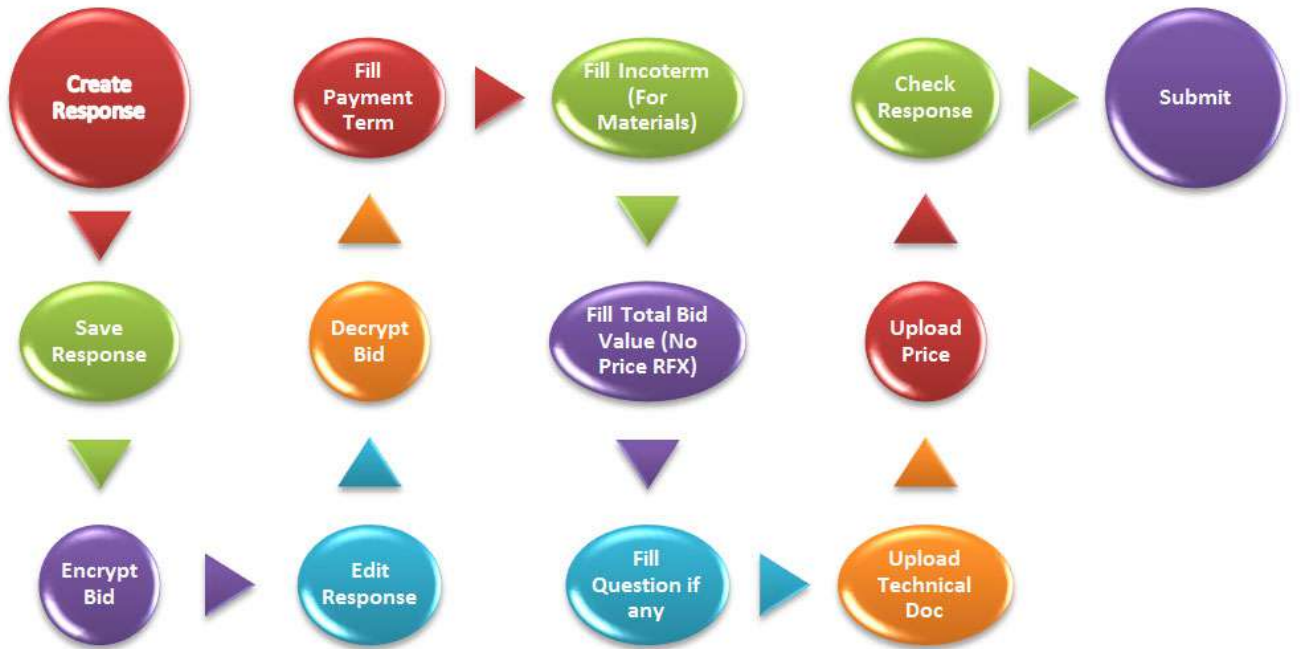 Create
Response
Save
Response
Encrypt
Bid
Edit
Response
Decrypt
Bid
Fill
Payment
Term
Fill Incoterm
(For
Materials)
Fill Total Bid
Value (No
Price RFX)
Fill
Question if
any
Upload
Technical
Doc
Upload
Price
Check
Response
Submit